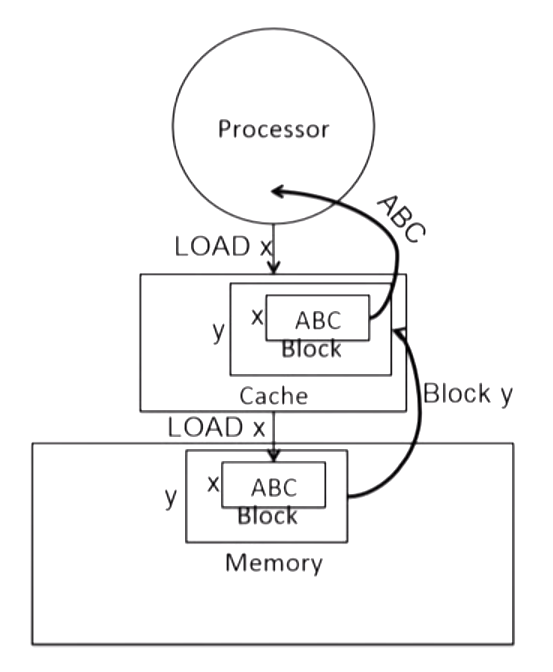 Processor
ABC
LOAD x
x
ABC
y
Block
Cache
Block y
LOAD x
x
ABC
y
Block
Memory